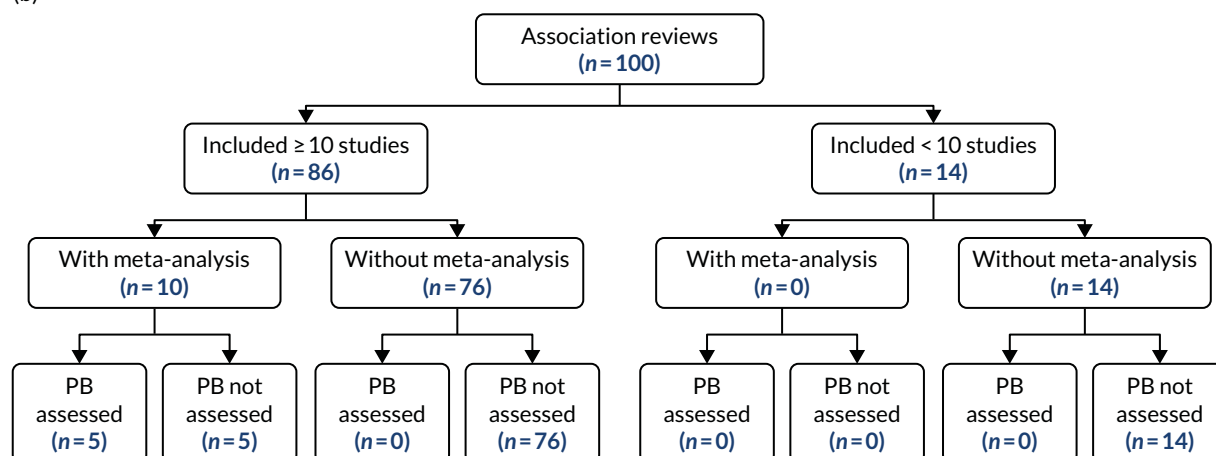 (b)
Association reviews
(n=100)
Included ≥ 10 studies
(n=86)
Included < 10 studies
(n=14)
With meta-analysis
(n=10)
Without meta-analysis
(n=76)
With meta-analysis
(n=0)
Without meta-analysis
(n=14)
PB
assessed
(n=5)
PB not
assessed
(n=5)
PB
assessed
(n=0)
PB not
assessed
(n=76)
PB
assessed
(n=0)
PB not
assessed
(n=0)
PB
assessed
(n=0)
PB not
assessed
(n=14)